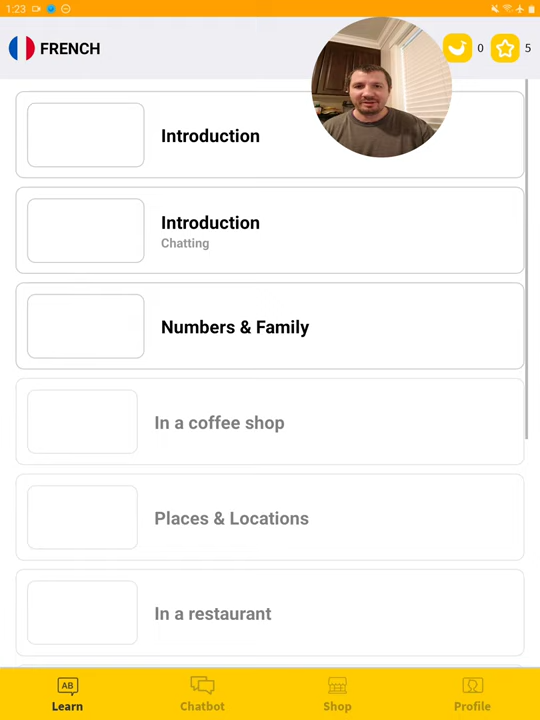 1:23
FRENCH
0
5
Introduction
Introduction
Chatting
Numbers & Family
In a coffee shop
Places & Locations
In a restaurant
AB
Learn
Chatbot
Shop
Profile